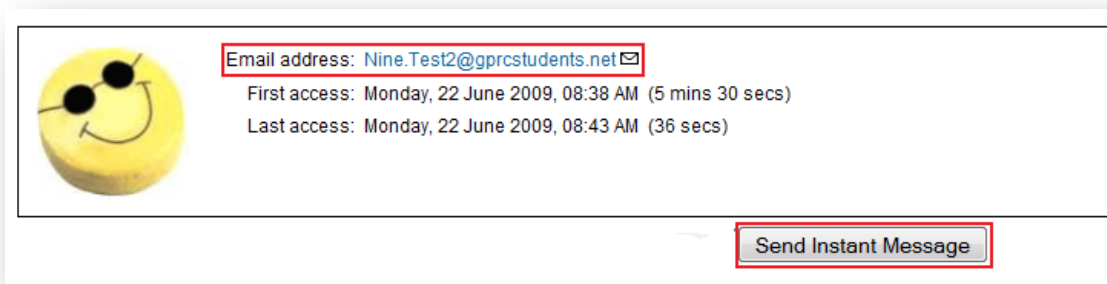 Email address: Nine.Test2@gprcstudents.net
First access: Monday, 22 June 2009, 08:38 AM (5 mins 30 secs)
Last access: Monday, 22 June 2009, 08:43 AM (36 secs)
Send Instant Message